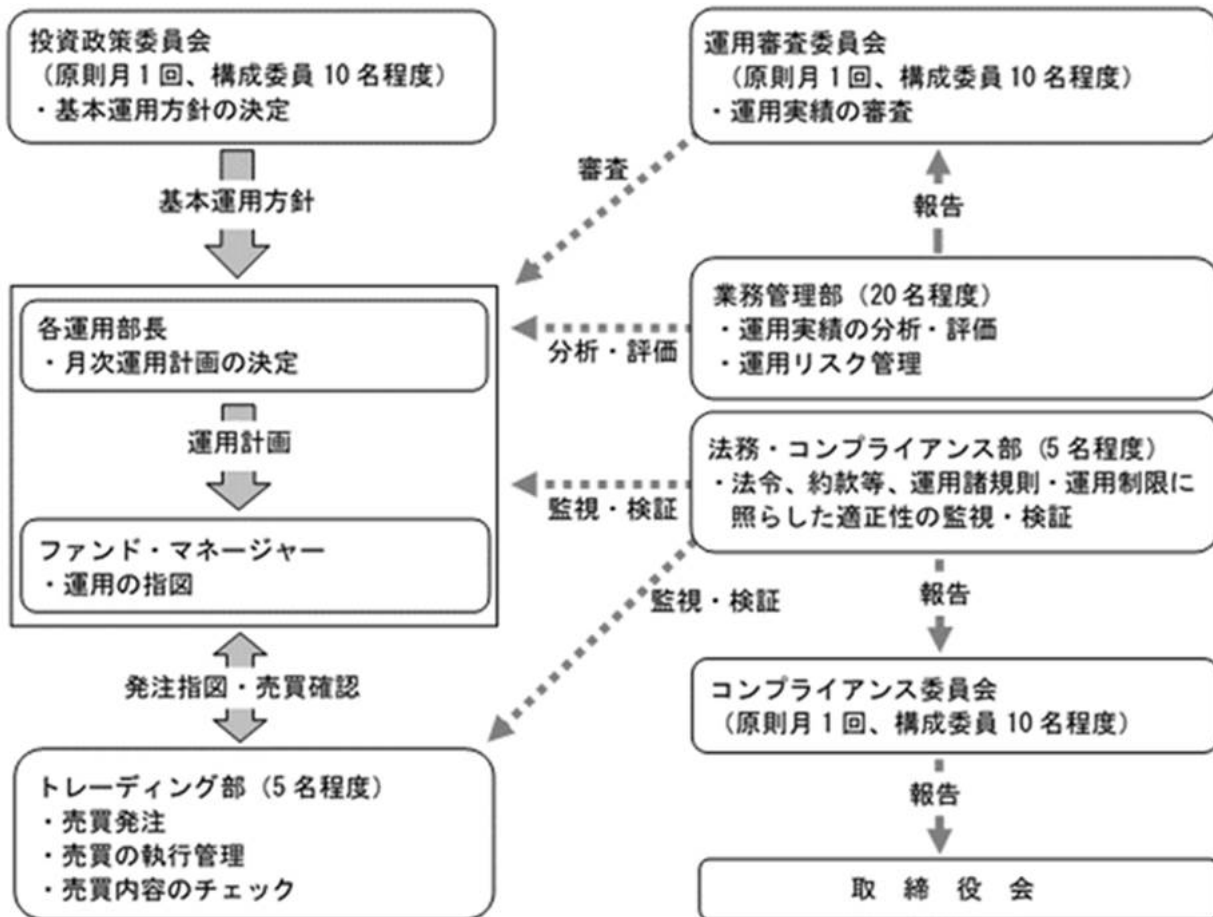 投資政策委員会
（原則月1回、構成委員10名程度）
・基本運用方針の決定
基本運用方針
各運用部長
・月次運用計画の決定
運用計画
ファンド・マネージャー
・運用の指図
発注指図・売買確認
トレーディング部（5名程度）
・売買発注
・売買の執行管理
・売買内容のチェック
運用審査委員会
（原則月1回、構成委員10名程度）
・運用実績の審査
審査
報告
業務管理部（20名程度）
・運用実績の分析・評価
・運用リスク管理
分析・評価
法務・コンプライアンス部（5名程度）
・法令、約款等、運用諸規則・運用制限に
照らした適正性の監視・検証
監視・検証
監視・検証
報告
コンプライアンス委員会
（原則月1回、構成委員10名程度）
報告
取 締 役 会